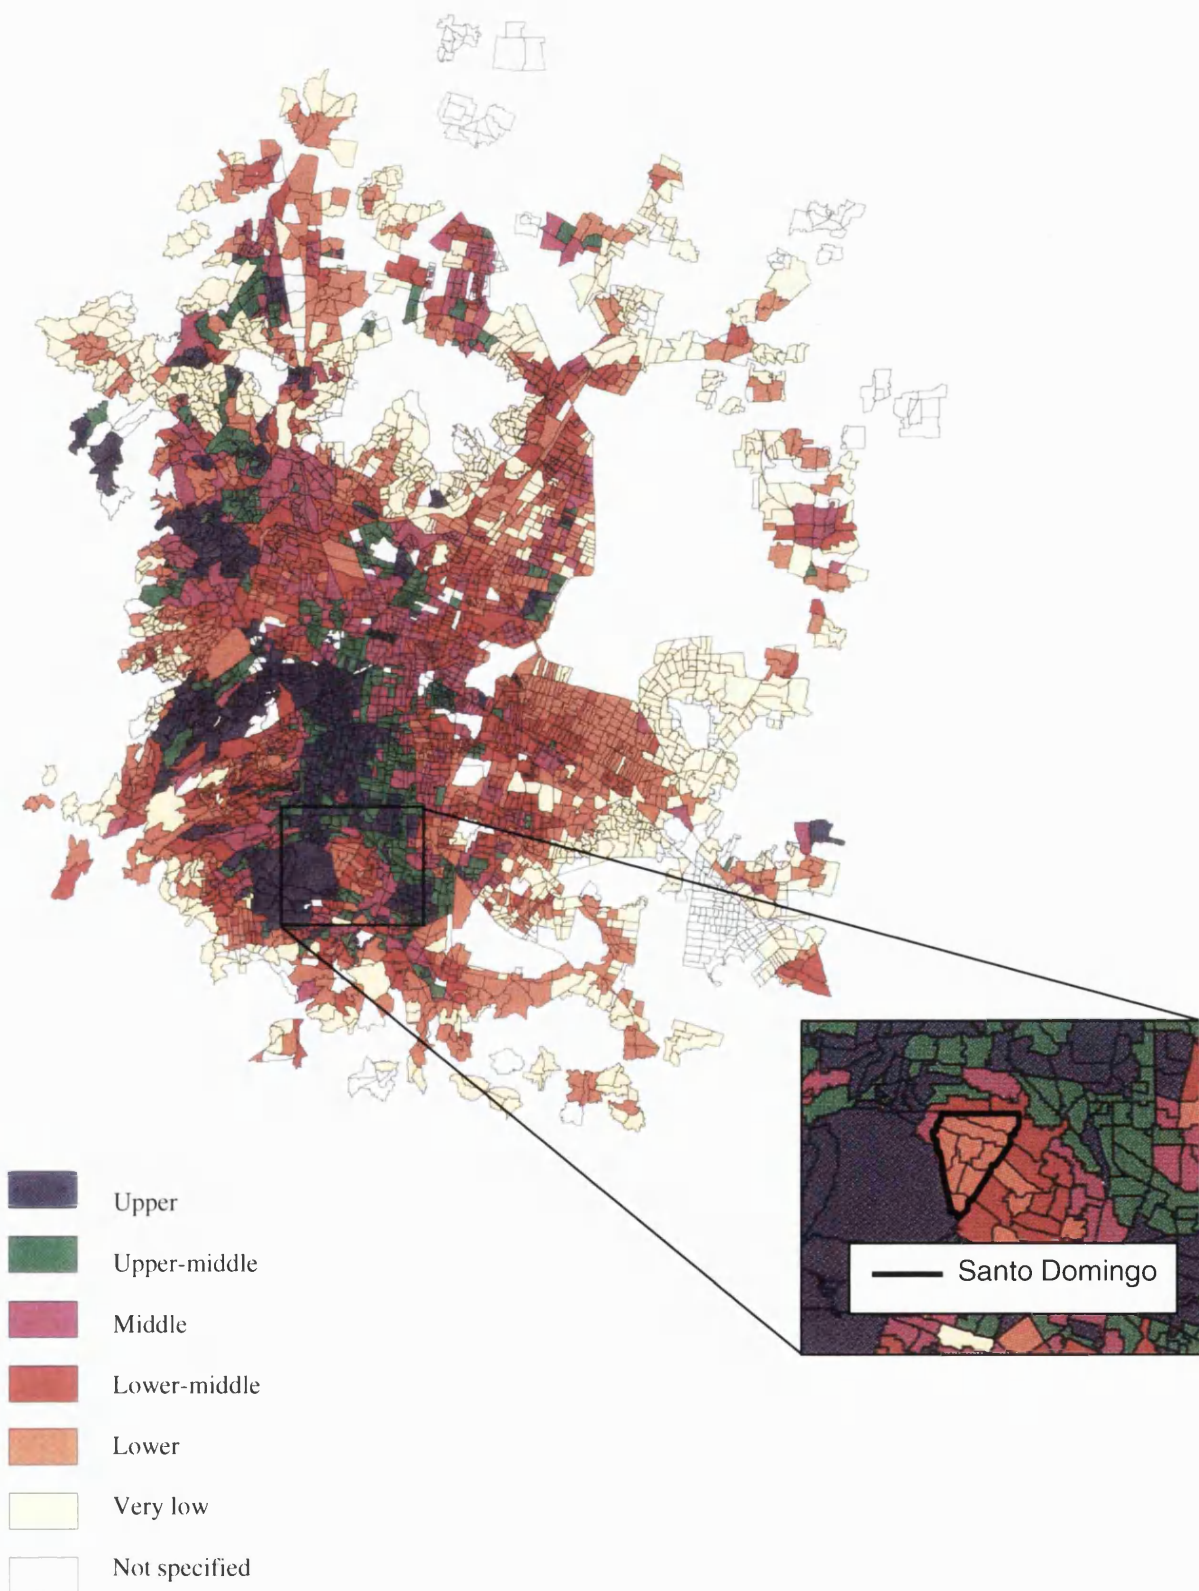 Upper
Upper-middle
Middle
Lower-middle
Lower
Very low
Not specified
Santo Domingo